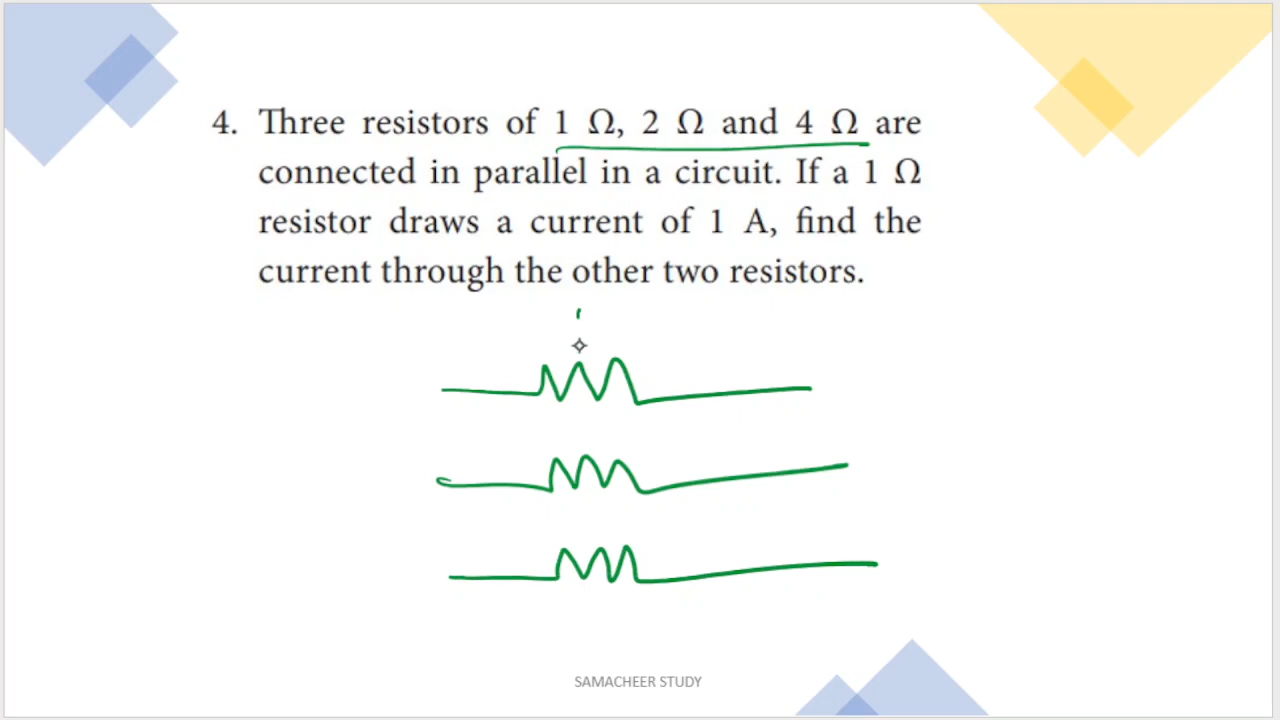 4. Three resistors of 1 Ω, 2 Ω and 4 Ω are
connected in parallel in a circuit. If a 1 Ω
resistor draws a current of 1 A, find the
current through the other two resistors.
SAMACHEER STUDY